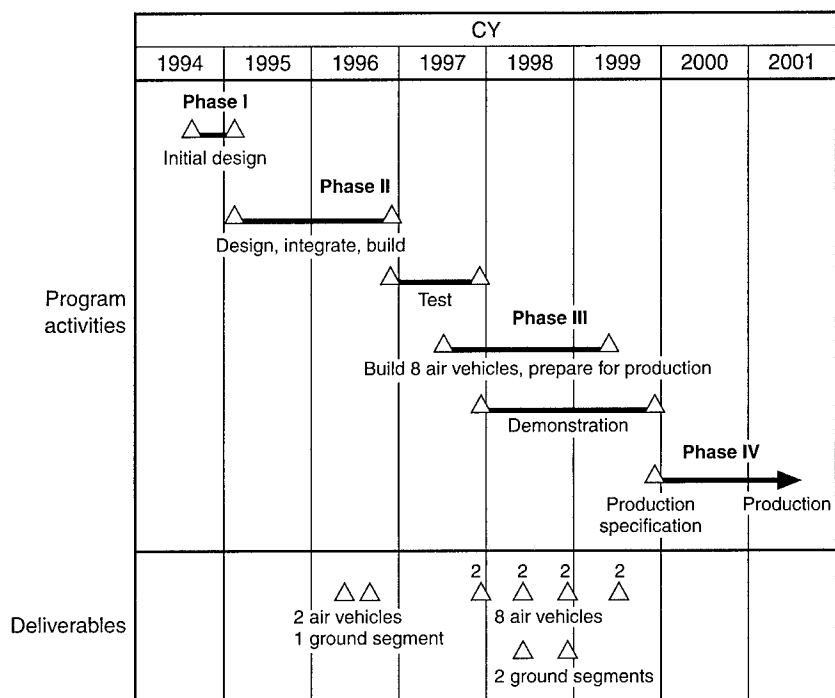 CY
1994 1995 1996 1997 1998 1999 2000 2001
Phase I
Initial design
Phase II
Design, integrate, build
Test
Program
activities
Phase III
Build 8 air vehicles, prepare for production
Demonstration
Phase IV
Production
specification
Production
2 2 2 2
Deliverables
2 air vehicles
1 ground segment
8 air vehicles
2 ground segments